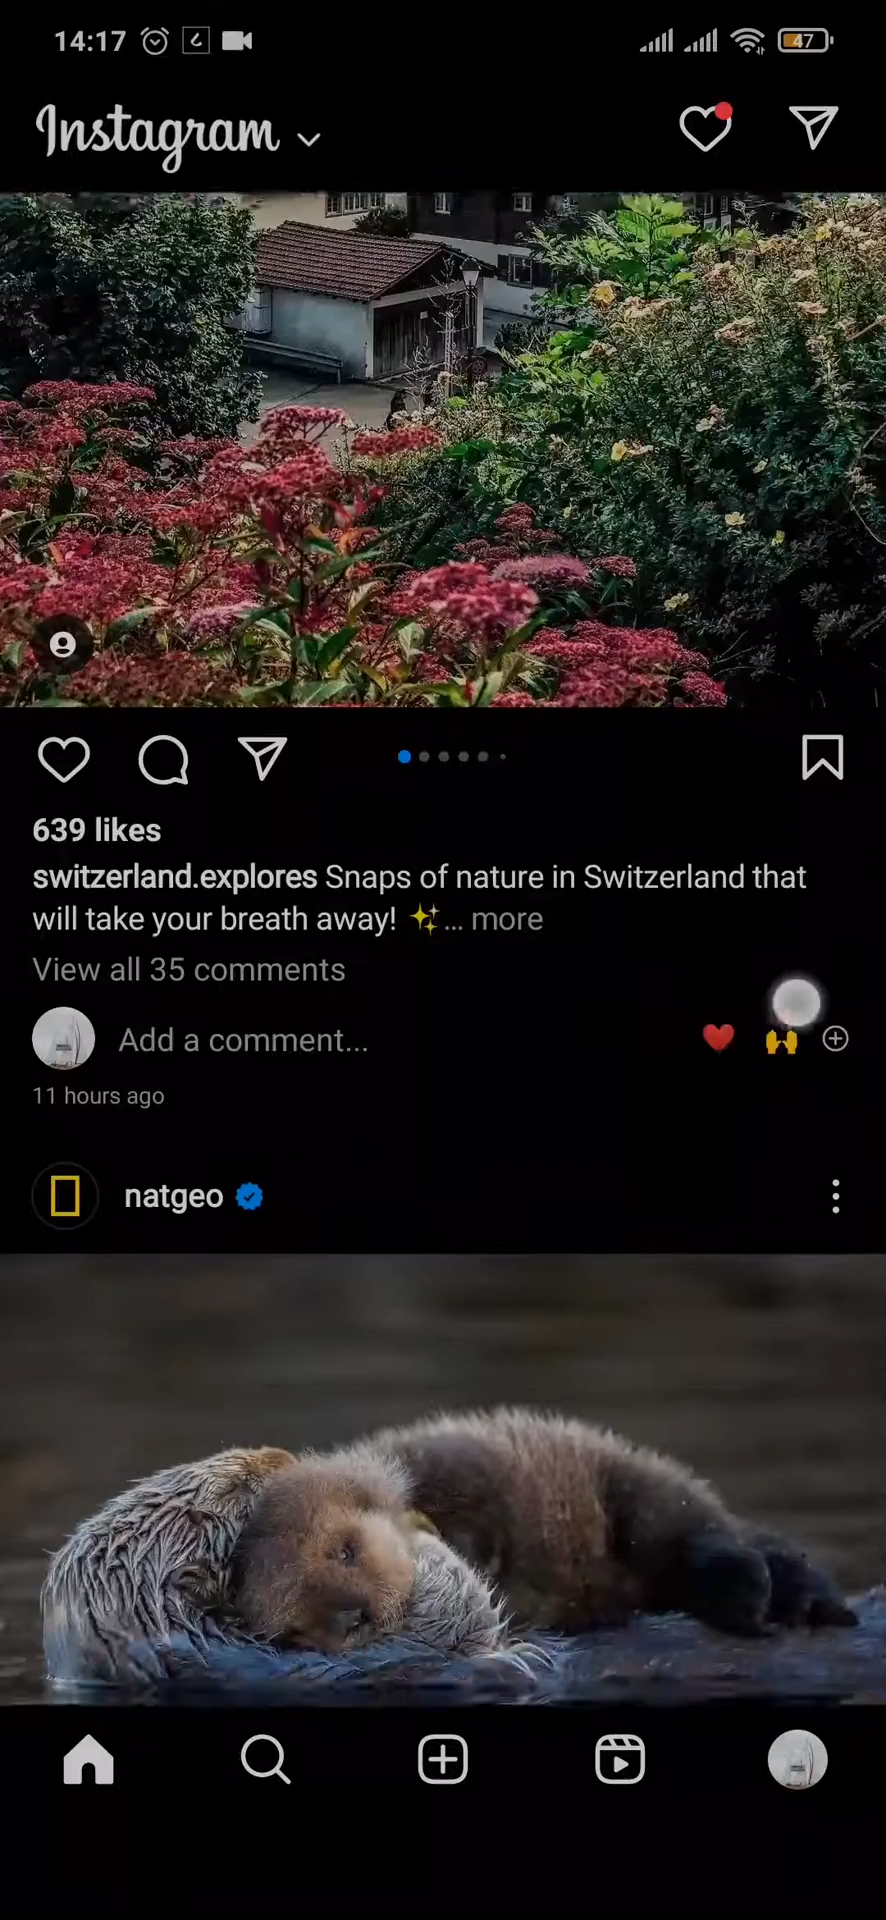 14:17
47
Instagram
639 likes
switzerland.explores Snaps of nature in Switzerland that
will take your breath away! ✨... more
View all 35 comments
Add a comment...
11 hours ago
natgeo